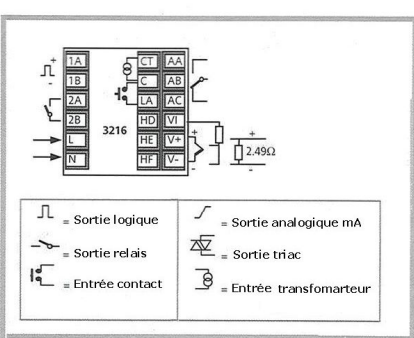 +
1A CT AA
- 1B C AB
2A LA AC
2B HD VI
3216
L HE V+ + +
2.49Ω
N HF V- - -
= Sortie logique
= Sortie analogique mA
= Sortie relais
= Sortie triac
= Entrée contact
= Entrée transfomarteur